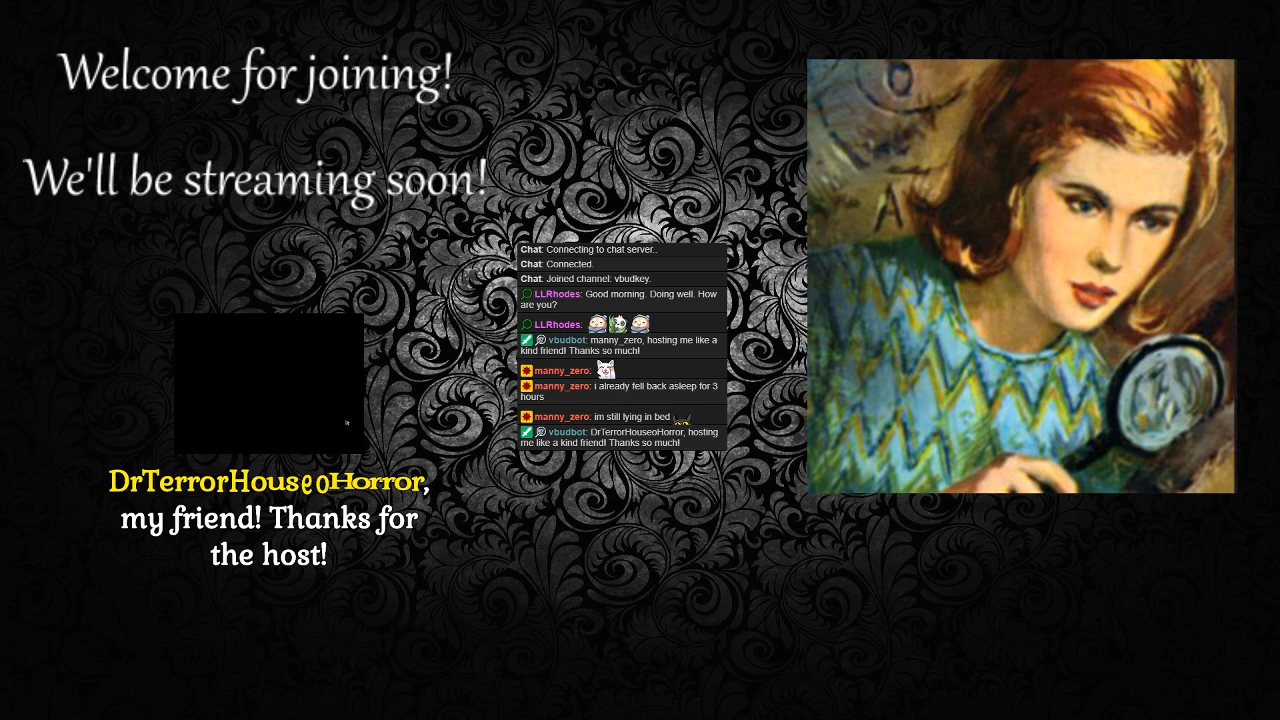 Welcome for joining!
We'll be streaming soon!
Chat: Connecting to chat server..
Chat: Connected.
Chat: Joined channel: vbudkey.
LLRhodes: Good morning. Doing well. How
are you?
LLRhodes:
vbudbot: manny_zero, hosting me like a
kind friend! Thanks so much!
manny_zero:
manny_zero: i already fell back asleep for 3
hours
manny_zero: im still lying in bed
vbudbot: DrTerrorHouseoHorror, hosting
me like a kind friend! Thanks so much!
DrTerrorHouseoHorror,
my friend! Thanks for
the host!
A